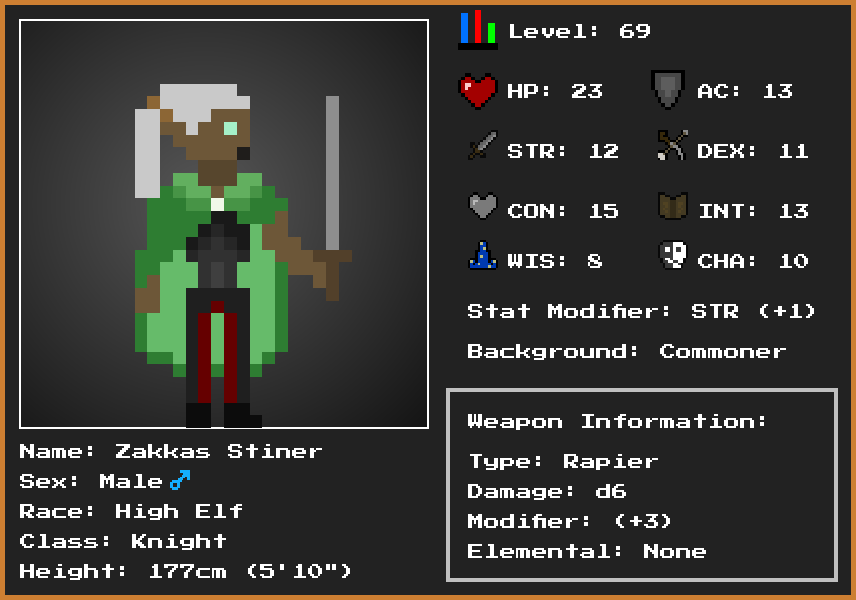 Level: 69
HP: 23 AC: 13
STR: 12 DEX: 11
CON: 15 INT: 13
WIS: 8 CHA: 10
Stat Modifier: STR (+1)
Background: Commoner
Weapon Information:
Type: Rapier
Damage: d6
Modifier: (+3)
Elemental: None
Name: Zakkas Stiner
Sex: Male♂
Race: High Elf
Class: Knight
Height: 177cm (5'10")